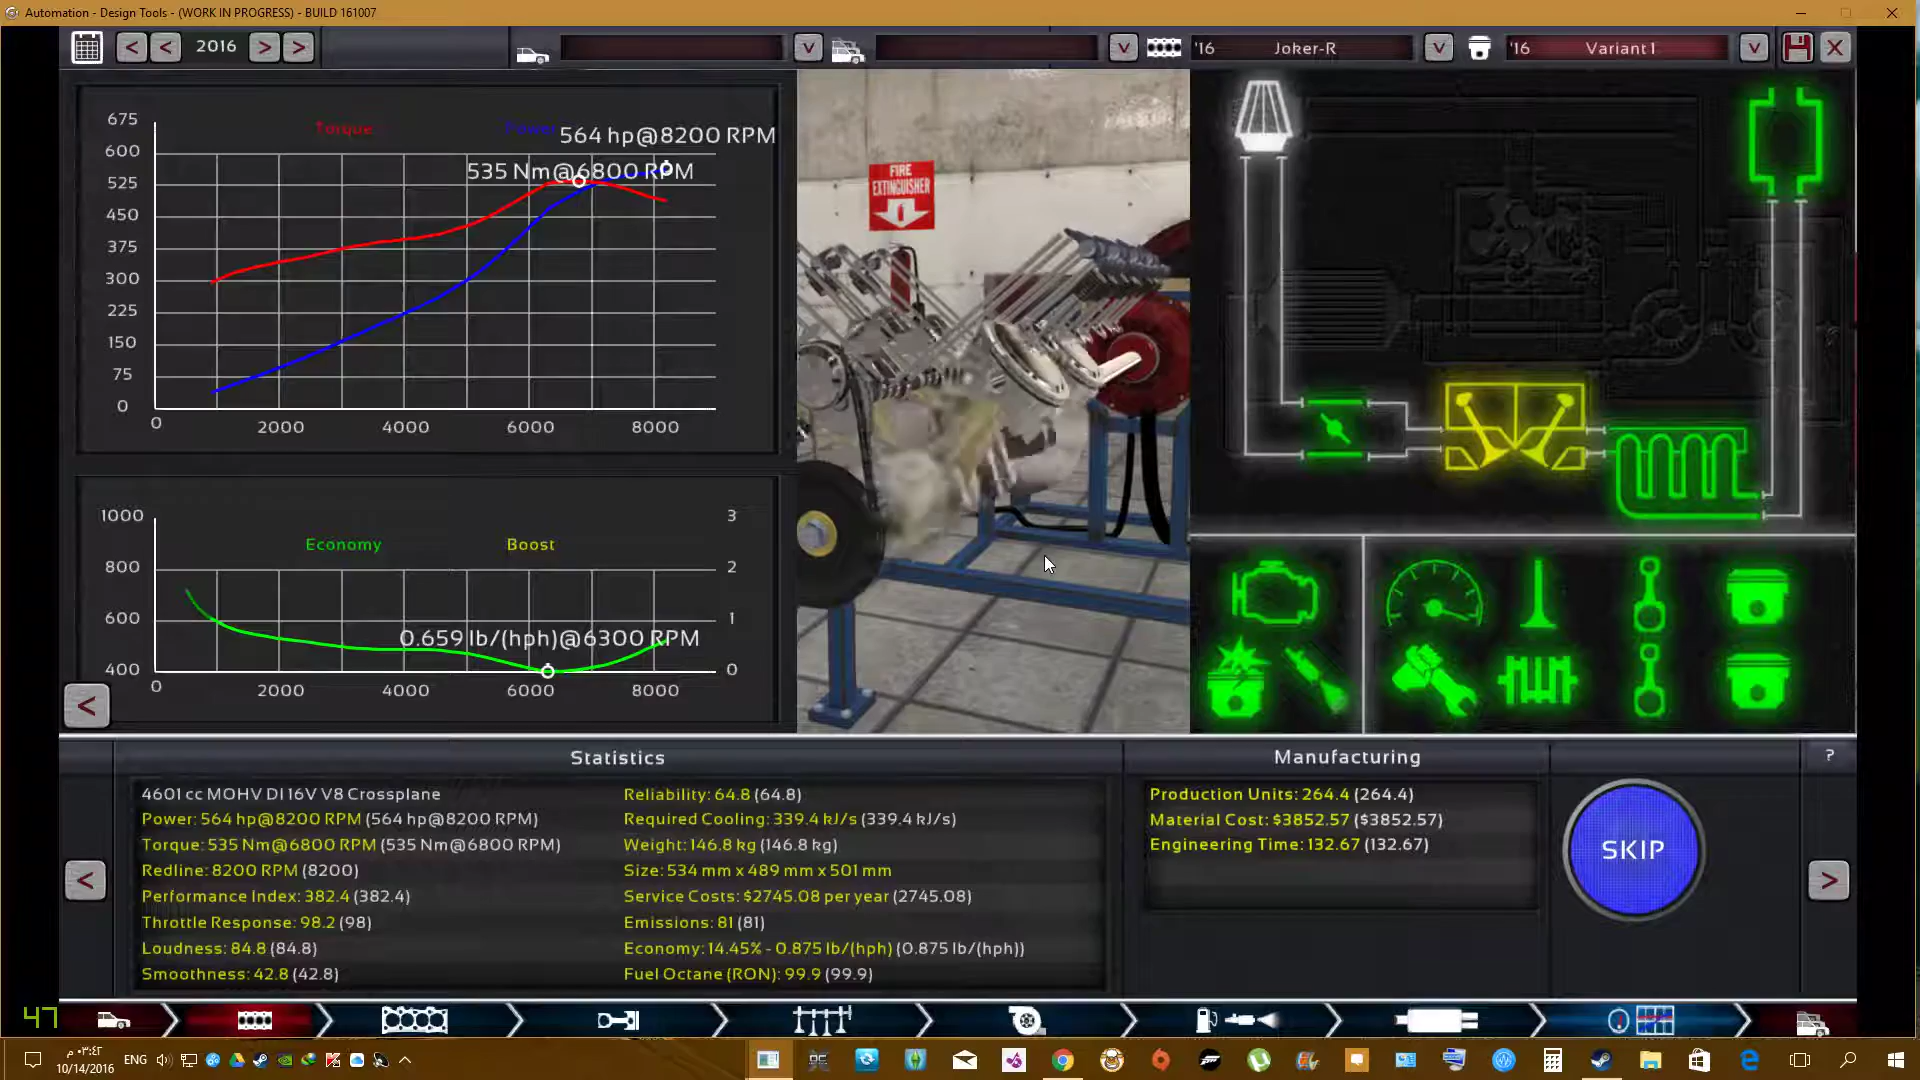 Automation - Design Tools - (WORK IN PROGRESS) - BUILD 161007
< < 2016 > >
V V '16 Joker-R V '16 Variant 1 V X
Torque Power
564 hp@8200 RPM
535 Nm@6800 RPM
675
600
525
450
375
300
225
150
75
0
0 2000 4000 6000 8000
FIRE
EXTINGUISHER
Economy Boost
0.659 lb/(hph)@6300 RPM
1000
800
600
400
3
2
1
0
0 2000 4000 6000 8000
<
Statistics
4601 cc MOHV DI 16V V8 Crossplane
Power: 564 hp@8200 RPM (564 hp@8200 RPM)
Torque: 535 Nm@6800 RPM (535 Nm@6800 RPM)
Redline: 8200 RPM (8200)
Performance Index: 382.4 (382.4)
Throttle Response: 98.2 (98)
Loudness: 84.8 (84.8)
Smoothness: 42.8 (42.8)
Reliability: 64.8 (64.8)
Required Cooling: 339.4 kJ/s (339.4 kJ/s)
Weight: 146.8 kg (146.8 kg)
Size: 534 mm x 489 mm x 501 mm
Service Costs: $2745.08 per year (2745.08)
Emissions: 81 (81)
Economy: 14.45% - 0.875 lb/(hph) (0.875 lb/(hph))
Fuel Octane (RON): 99.9 (99.9)
Manufacturing
Production Units: 264.4 (264.4)
Material Cost: $3852.57 ($3852.57)
Engineering Time: 132.67 (132.67)
?
SKIP
<
>
47
ENG
م ٠٣:٤٢
10/14/2016